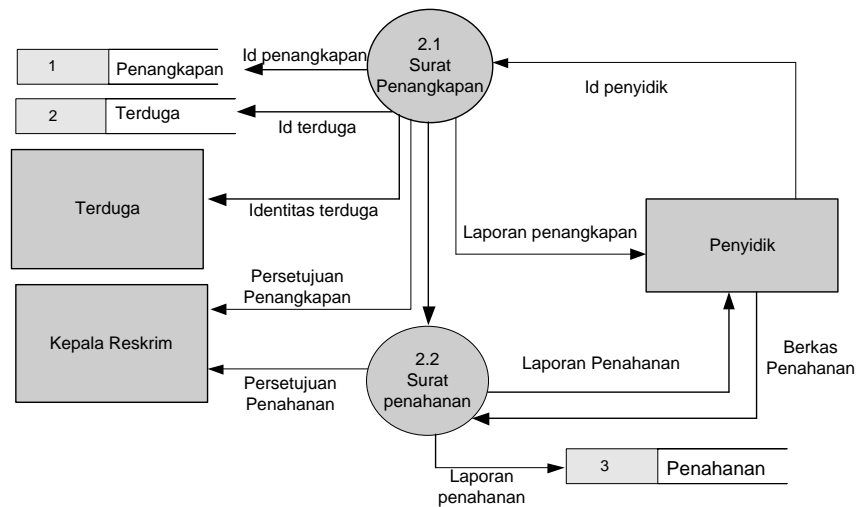 2.1
Surat
Penangkapan
Id penangkapan
1
Penangkapan
2
Terduga
Id terduga
Id penyidik
Terduga
Identitas terduga
Laporan penangkapan
Penyidik
Persetujuan
Penangkapan
Kepala Reskrim
2.2
Surat
penahanan
Laporan Penahanan
Berkas
Penahanan
Persetujuan
Penahanan
3
Penahanan
Laporan
penahanan